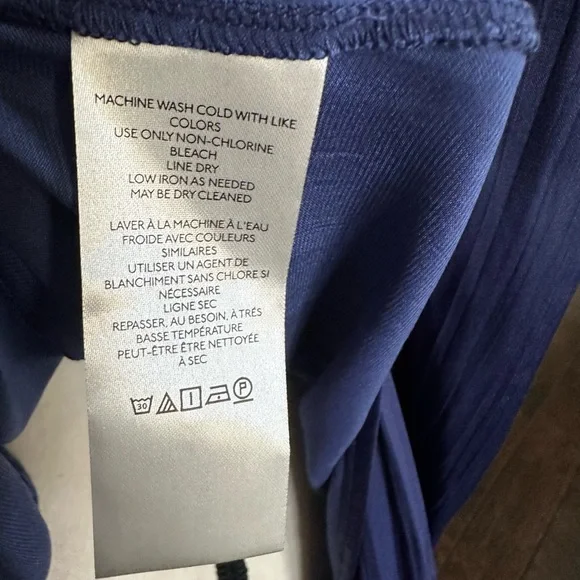 MACHINE WASH COLD WITH LIKE
COLORS
USE ONLY NON-CHLORINE
BLEACH
LINE DRY
LOW IRON AS NEEDED
MAY BE DRY CLEANED
LAVER À LA MACHINE À L'EAU
FROIDE AVEC COULEURS
SIMILAIRES
UTILISER UN AGENT DE
BLANCHIMENT SANS CHLORE SI
NÉCESSAIRE
LIGNE SEC
REPASSER, AU BESOIN, À TRÉS
BASSE TEMPÉRATURE
PEUT-ÊTRE ÊTRE NETTOYÉE
À SEC
30 P